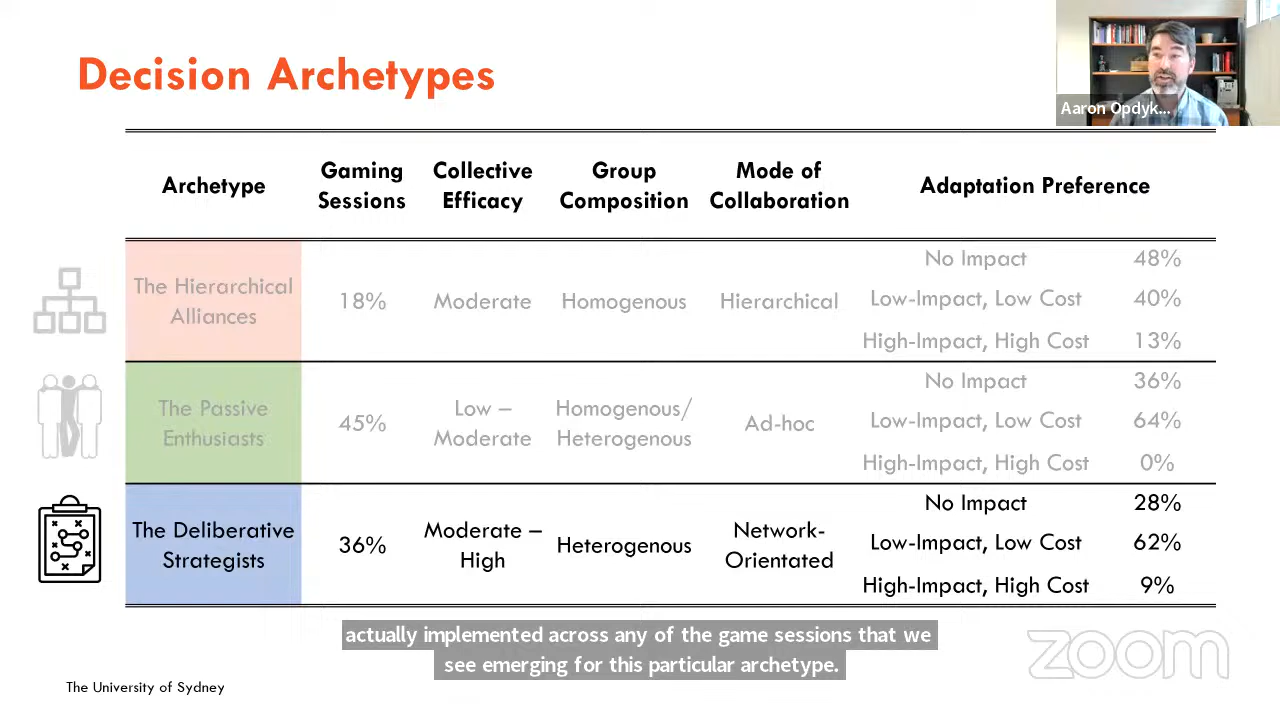 Decision Archetypes
Aaron Opdyk...
Archetype
Gaming
Sessions
Collective
Efficacy
Group
Composition
Mode of
Collaboration
Adaptation Preference
The Hierarchical
Alliances
18%
Moderate
Homogenous
Hierarchical
No Impact 48%
Low-Impact, Low Cost 40%
High-Impact, High Cost 13%
The Passive
Enthusiasts
45%
Low –
Moderate
Homogenous/
Heterogenous
Ad-hoc
No Impact 36%
Low-Impact, Low Cost 64%
High-Impact, High Cost 0%
The Deliberative
Strategists
36%
Moderate –
High
Heterogenous
Network-
Orientated
No Impact 28%
Low-Impact, Low Cost 62%
High-Impact, High Cost 9%
actually implemented across any of the game sessions that we
see emerging for this particular archetype.
zoom
The University of Sydney